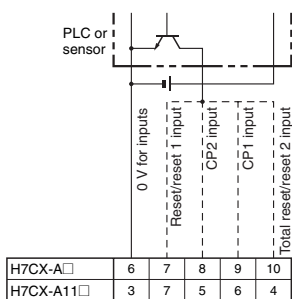 PLC or
sensor
0 V for inputs
Reset/reset 1 input
CP2 input
CP1 input
Total reset/reset 2 input
H7CX-A□ 6 7 8 9 10
H7CX-A11□ 3 7 5 6 4